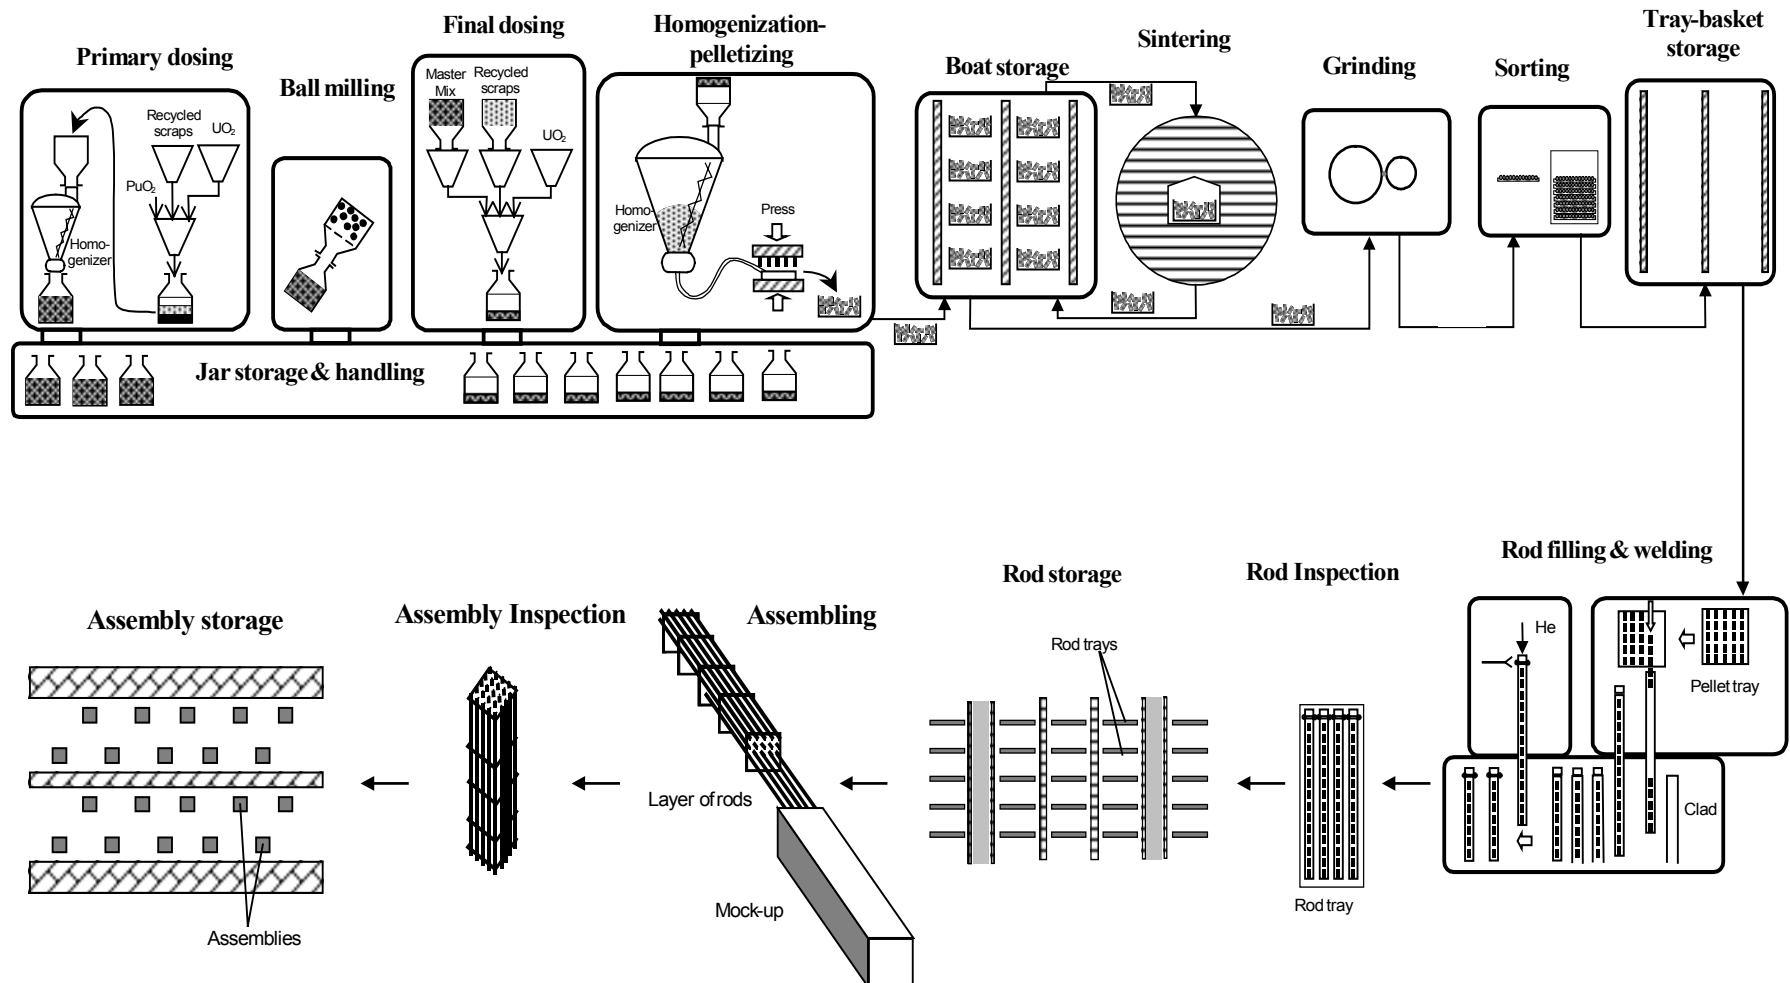 Primary dosing
Ball milling
Final dosing
Homogenization-
pelletizing
Boat storage
Sintering
Grinding
Sorting
Tray-basket
storage
Recycled
scraps
UO₂
PuO₂
Homo-
genizer
Master
Mix
Recycled
scraps
UO₂
Homo-
genizer
Press
Jar storage & handling
Rod filling & welding
Rod Inspection
Rod storage
Assembling
Assembly Inspection
Assembly storage
He
Pellet tray
Clad
Rod tray
Rod trays
Layer of rods
Mock-up
Assemblies